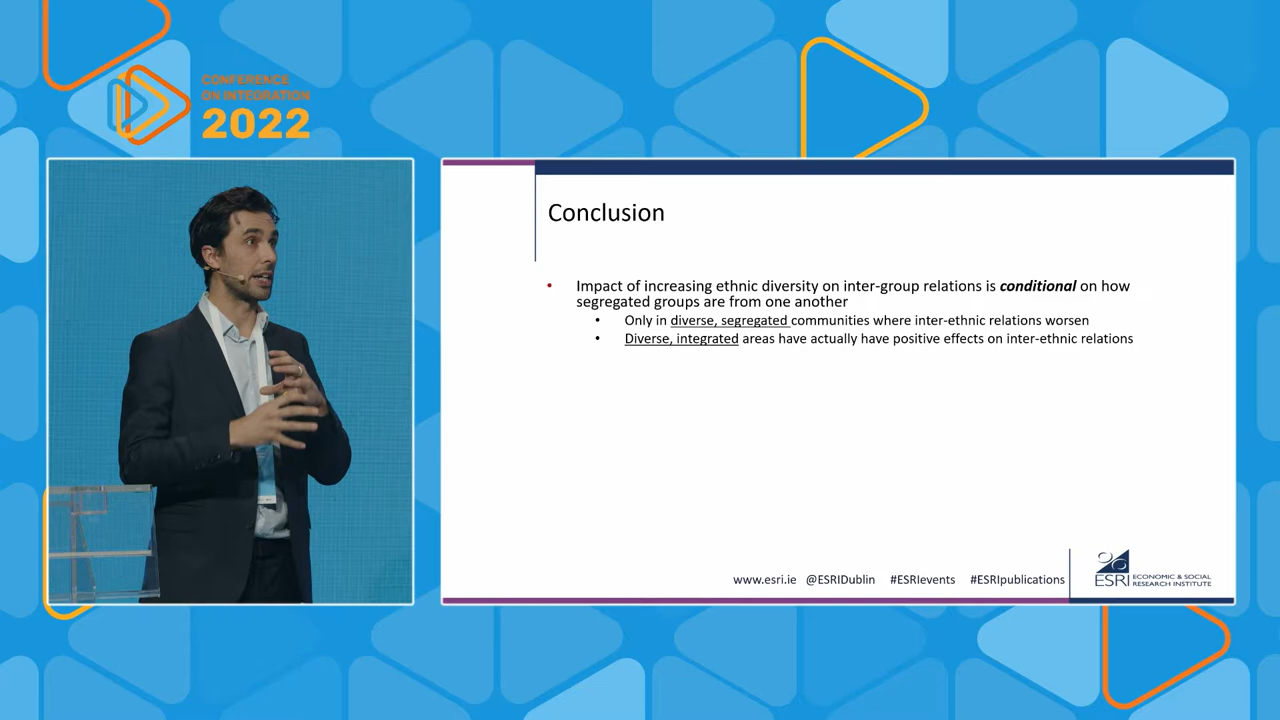 CONFERENCE
ON INTEGRATION
2022
Conclusion
• Impact of increasing ethnic diversity on inter-group relations is conditional on how
segregated groups are from one another
• Only in diverse, segregated communities where inter-ethnic relations worsen
• Diverse, integrated areas have actually have positive effects on inter-ethnic relations
www.esri.ie @ESRIDublin #ESRIevents #ESRIpublications
ESRI ECONOMIC & SOCIAL
RESEARCH INSTITUTE